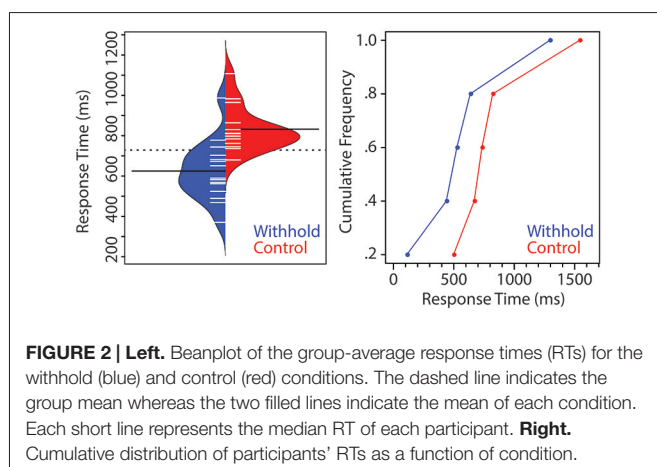 1200
1000
800
600
400
200
Response Time (ms)
Withhold
Control
1.0
.8
.6
.4
.2
Cumulative Frequency
0 500 1000 1500
Response Time (ms)
Withhold
Control
FIGURE 2 | Left. Beanplot of the group-average response times (RTs) for the
withhold (blue) and control (red) conditions. The dashed line indicates the
group mean whereas the two filled lines indicate the mean of each condition.
Each short line represents the median RT of each participant. Right.
Cumulative distribution of participants' RTs as a function of condition.